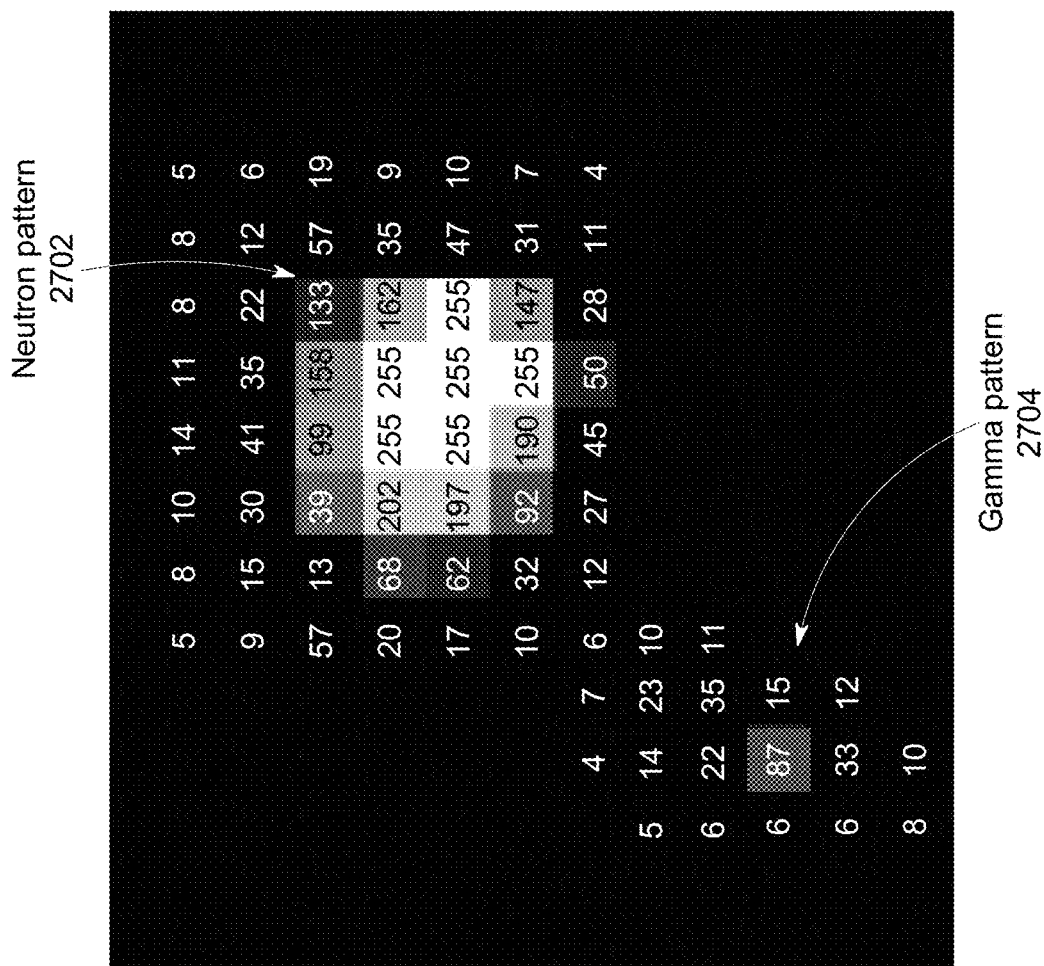 Neutron pattern
2702
5 8 10 14 11 8 8 5
9 15 30 41 35 22 12 6
57 13 39 99 158 133 57 19
20 68 202 255 255 162 35 9
17 62 197 255 255 255 47 10
10 32 92 190 255 147 31 7
4 7 6 12 27 45 50 28 11 4
5 14 23 10
6 22 35 11
6 87 15
6 33 12
8 10
Gamma pattern
2704